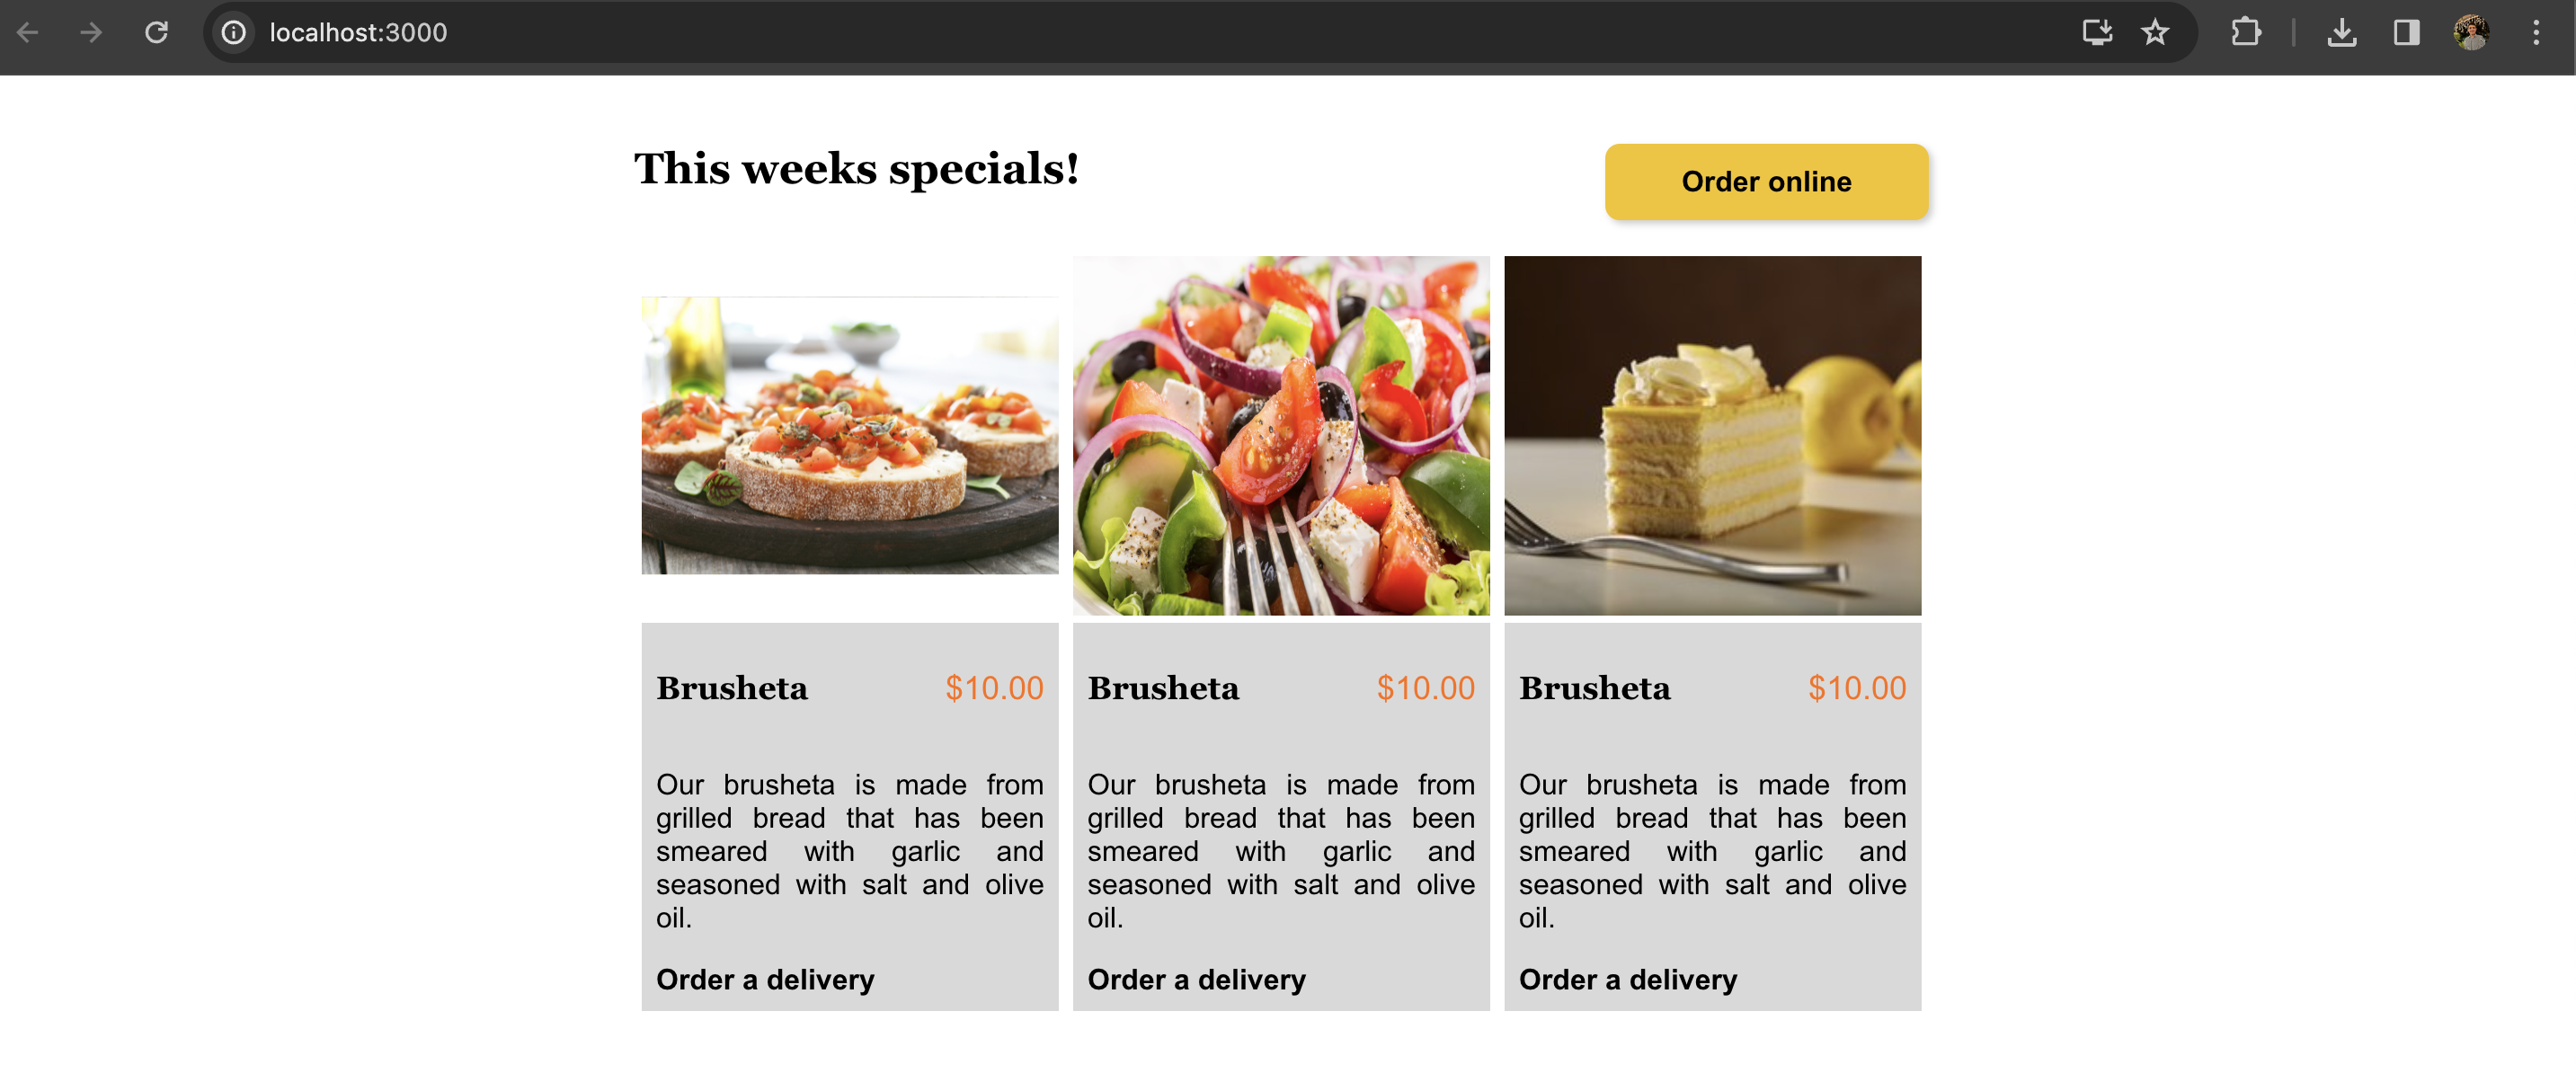 localhost:3000
This weeks specials!
Order online
Brusheta $10.00
Our brusheta is made from
grilled bread that has been
smeared with garlic and
seasoned with salt and olive
oil.
Order a delivery
Brusheta $10.00
Our brusheta is made from
grilled bread that has been
smeared with garlic and
seasoned with salt and olive
oil.
Order a delivery
Brusheta $10.00
Our brusheta is made from
grilled bread that has been
smeared with garlic and
seasoned with salt and olive
oil.
Order a delivery